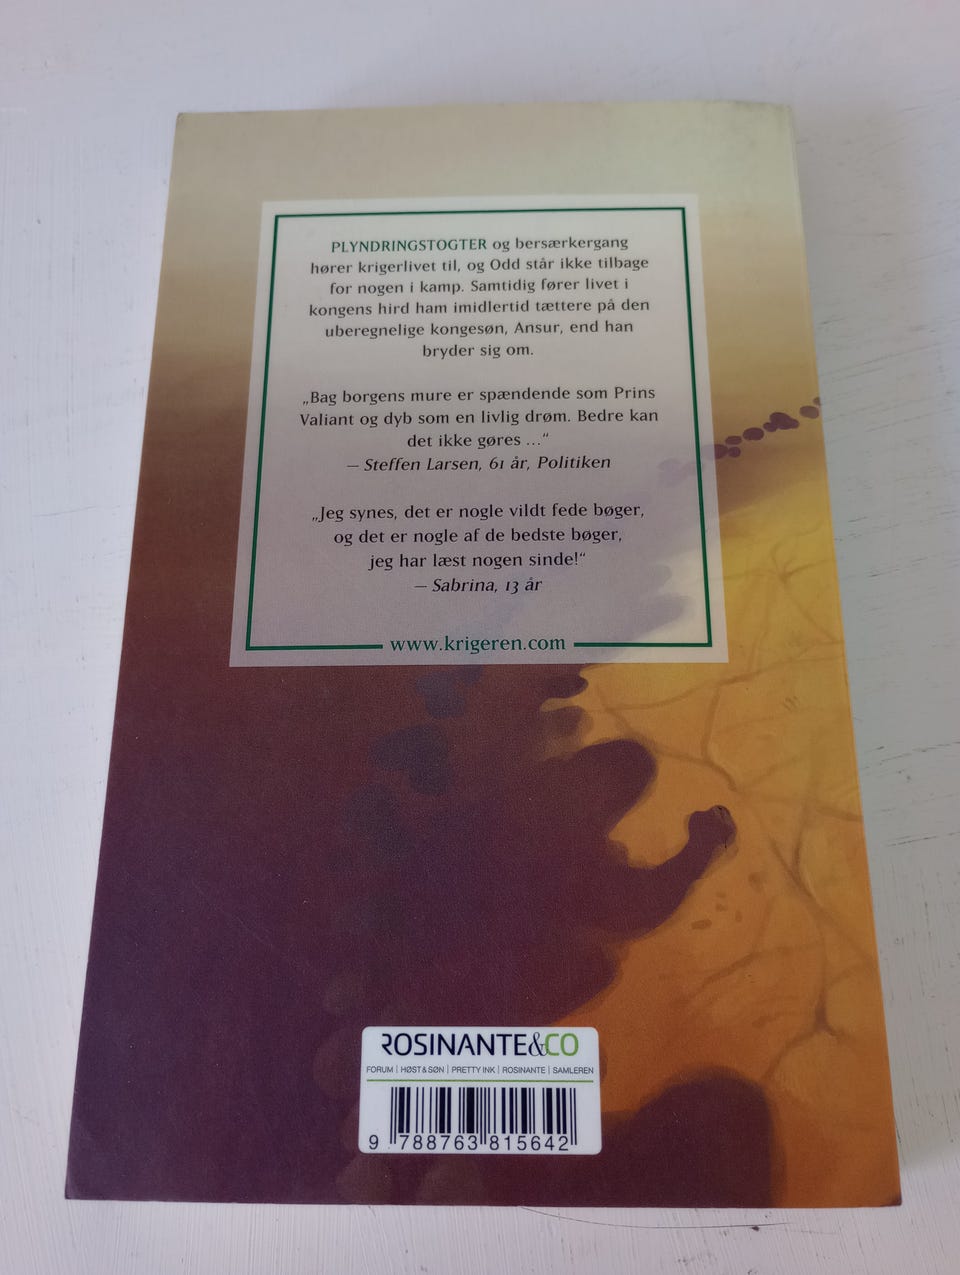 PLYNDRINGSTOGTER og bersærkergang
hører krigerlivet til, og Odd står ikke tilbage
for nogen i kamp. Samtidig fører livet i
kongens hird ham imidlertid tættere på den
uberegnelige kongesøn, Ansur, end han
bryder sig om.
„Bag borgens mure er spændende som Prins
Valiant og dyb som en livlig drøm. Bedre kan
det ikke gøres ...“
– Steffen Larsen, 61 år, Politiken
„Jeg synes, det er nogle vildt fede bøger,
og det er nogle af de bedste bøger,
jeg har læst nogen sinde!“
– Sabrina, 13 år
www.krigeren.com
ROSINANTE&CO
FORUM | HØST & SØN | PRETTY INK | ROSINANTE | SAMLEREN
9 788763 815642